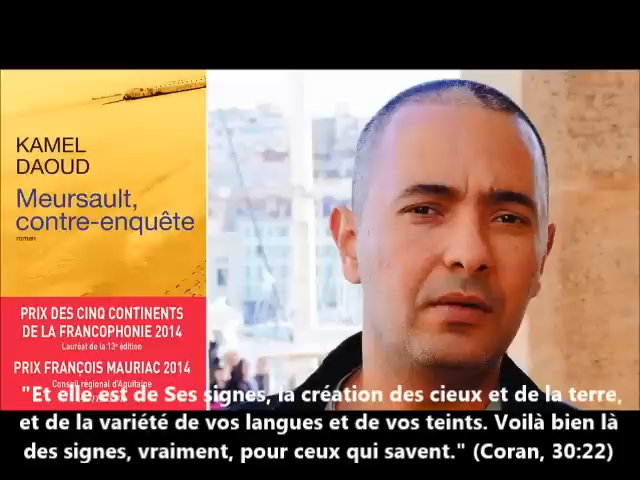 KAMEL
DAOUD
Meursault,
contre-enquête
roman
PRIX DES CINQ CONTINENTS
DE LA FRANCOPHONIE 2014
Lauréat de la 13e édition
PRIX FRANÇOIS MAURIAC 2014
Conseil régional d'Aquitaine
"Et elle est de Ses signes, la création des cieux et de la terre,
et de la variété de vos langues et de vos teints. Voilà bien là
des signes, vraiment, pour ceux qui savent." (Coran, 30:22)